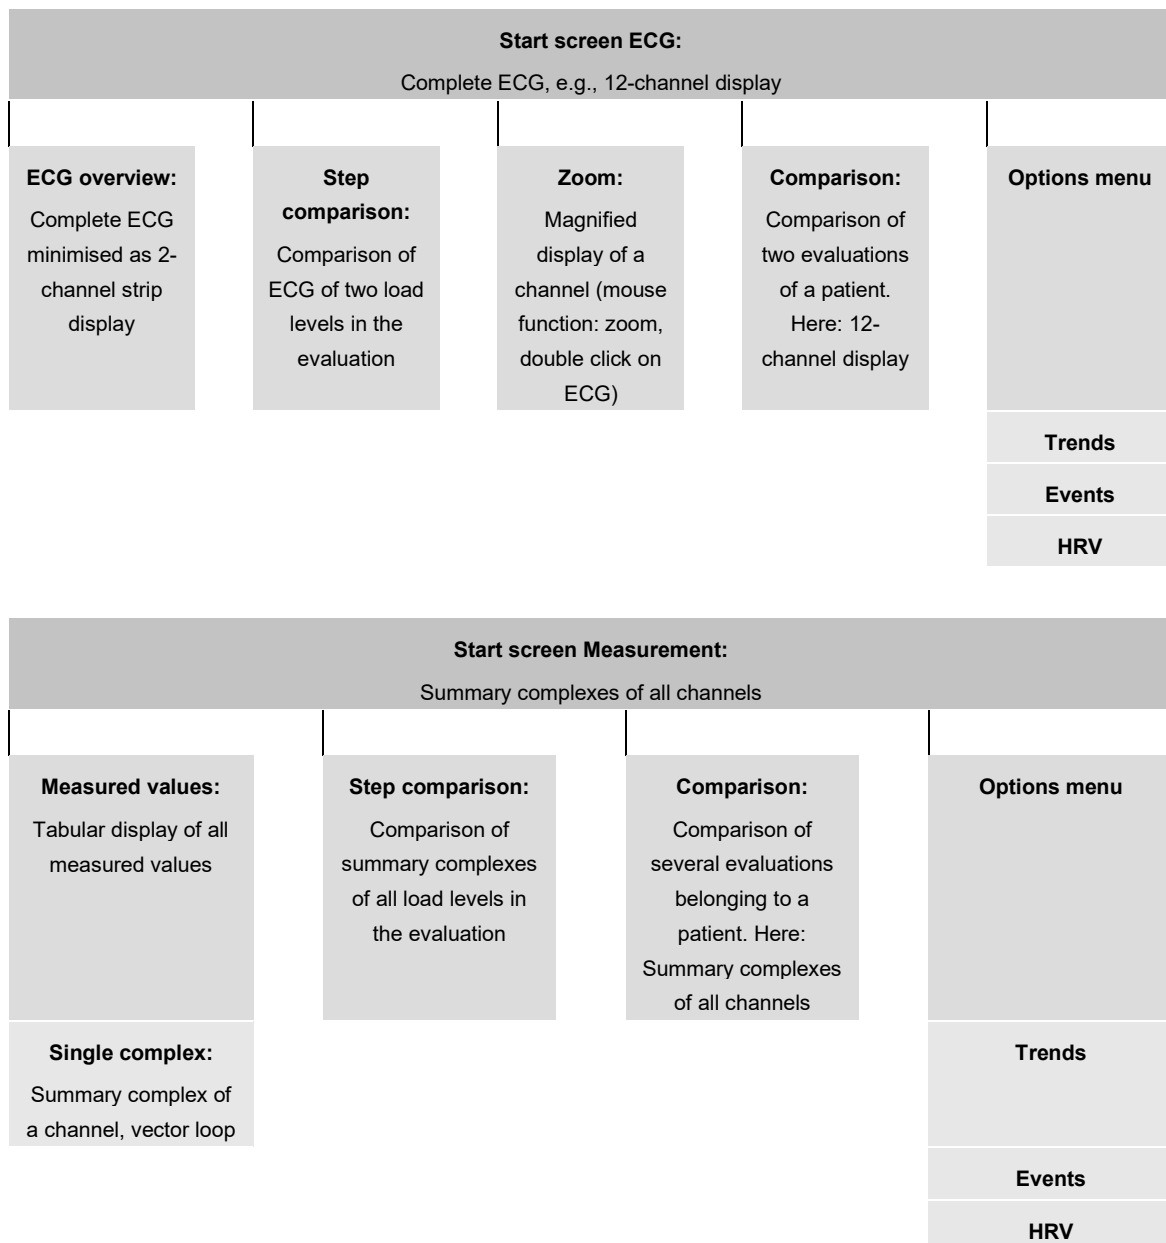 Start screen ECG:
Complete ECG, e.g., 12-channel display
ECG overview:
Complete ECG
minimised as 2-
channel strip
display
Step
comparison:
Comparison of
ECG of two load
levels in the
evaluation
Zoom:
Magnified
display of a
channel (mouse
function: zoom,
double click on
ECG)
Comparison:
Comparison of
two evaluations
of a patient.
Here: 12-
channel display
Options menu
Trends
Events
HRV
Start screen Measurement:
Summary complexes of all channels
Measured values:
Tabular display of all
measured values
Step comparison:
Comparison of
summary complexes
of all load levels in
the evaluation
Comparison:
Comparison of
several evaluations
belonging to a
patient. Here:
Summary complexes
of all channels
Options menu
Single complex:
Summary complex of
a channel, vector loop
Trends
Events
HRV